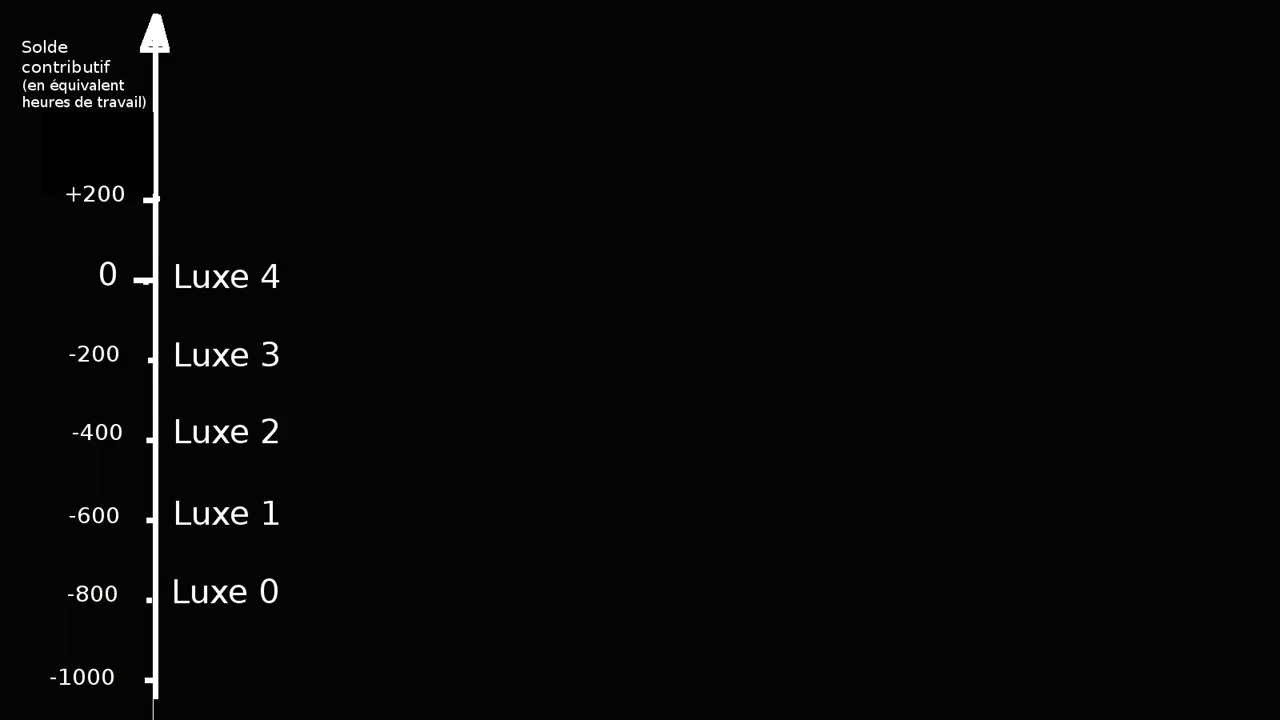 Solde
contributif
(en équivalent
heures de travail)
+200
0 Luxe 4
-200 Luxe 3
-400 Luxe 2
-600 Luxe 1
-800 Luxe 0
-1000